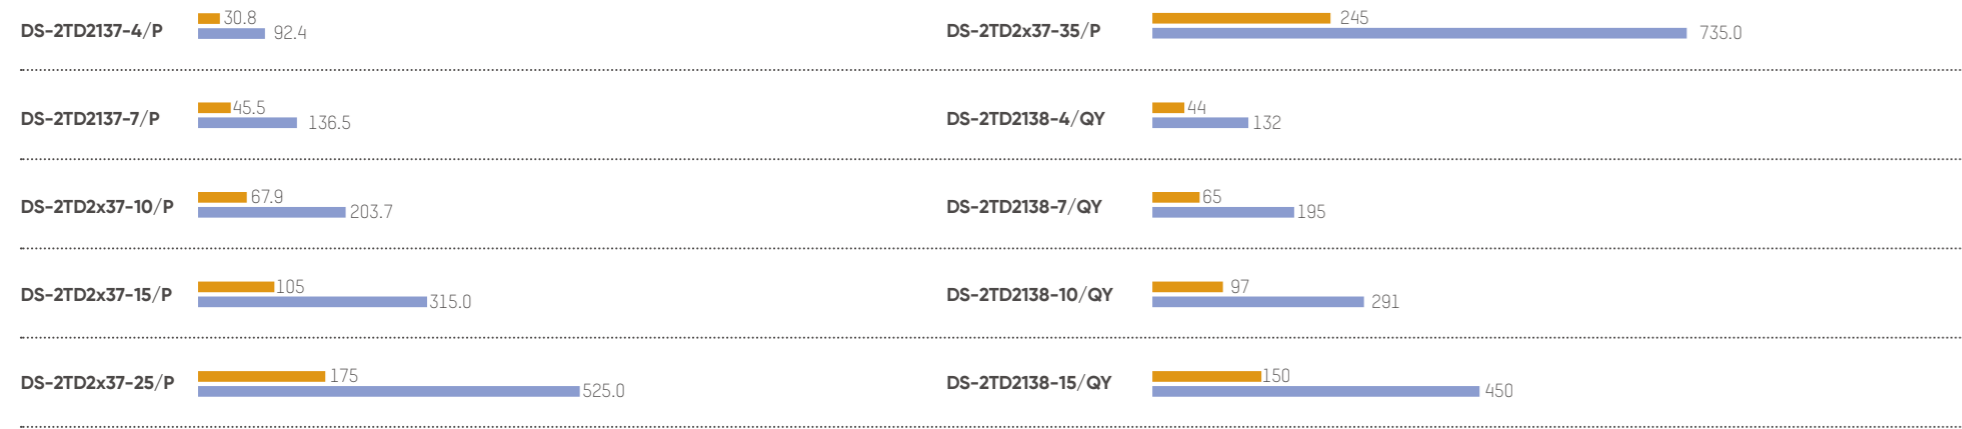 DS-2TD2137-4/P
30.8
92.4
DS-2TD2137-7/P
45.5
136.5
DS-2TD2x37-10/P
67.9
203.7
DS-2TD2x37-15/P
105
315.0
DS-2TD2x37-25/P
175
525.0
DS-2TD2x37-35/P
245
735.0
DS-2TD2138-4/QY
44
132
DS-2TD2138-7/QY
65
195
DS-2TD2138-10/QY
97
291
DS-2TD2138-15/QY
150
450